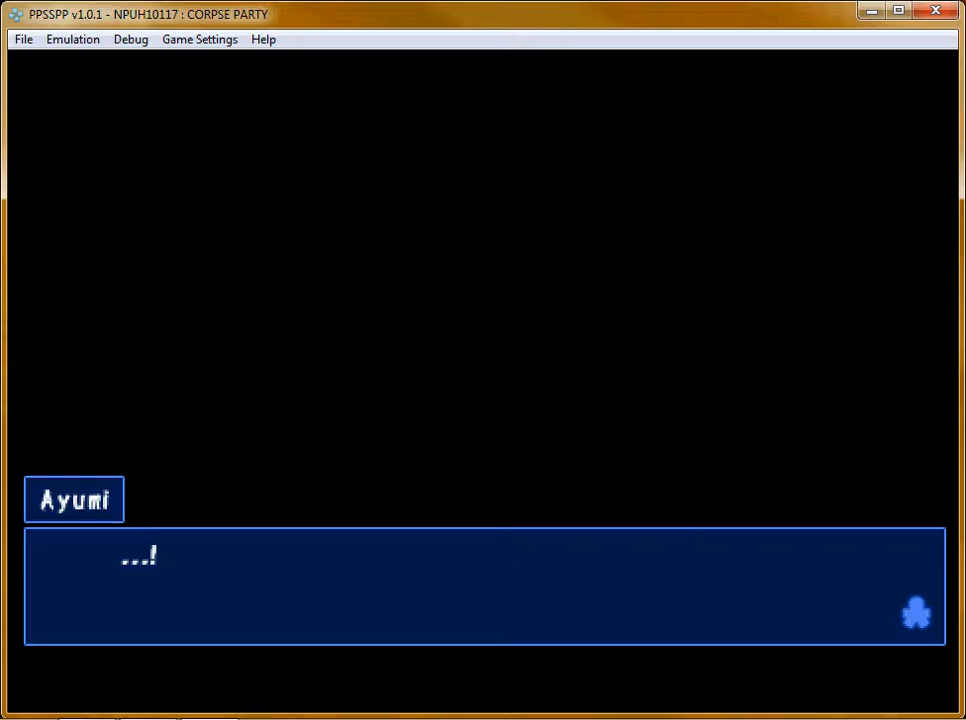 PPSSPP v1.0.1 - NPUH10117 : CORPSE PARTY
File Emulation Debug Game Settings Help
Ayumi
...!